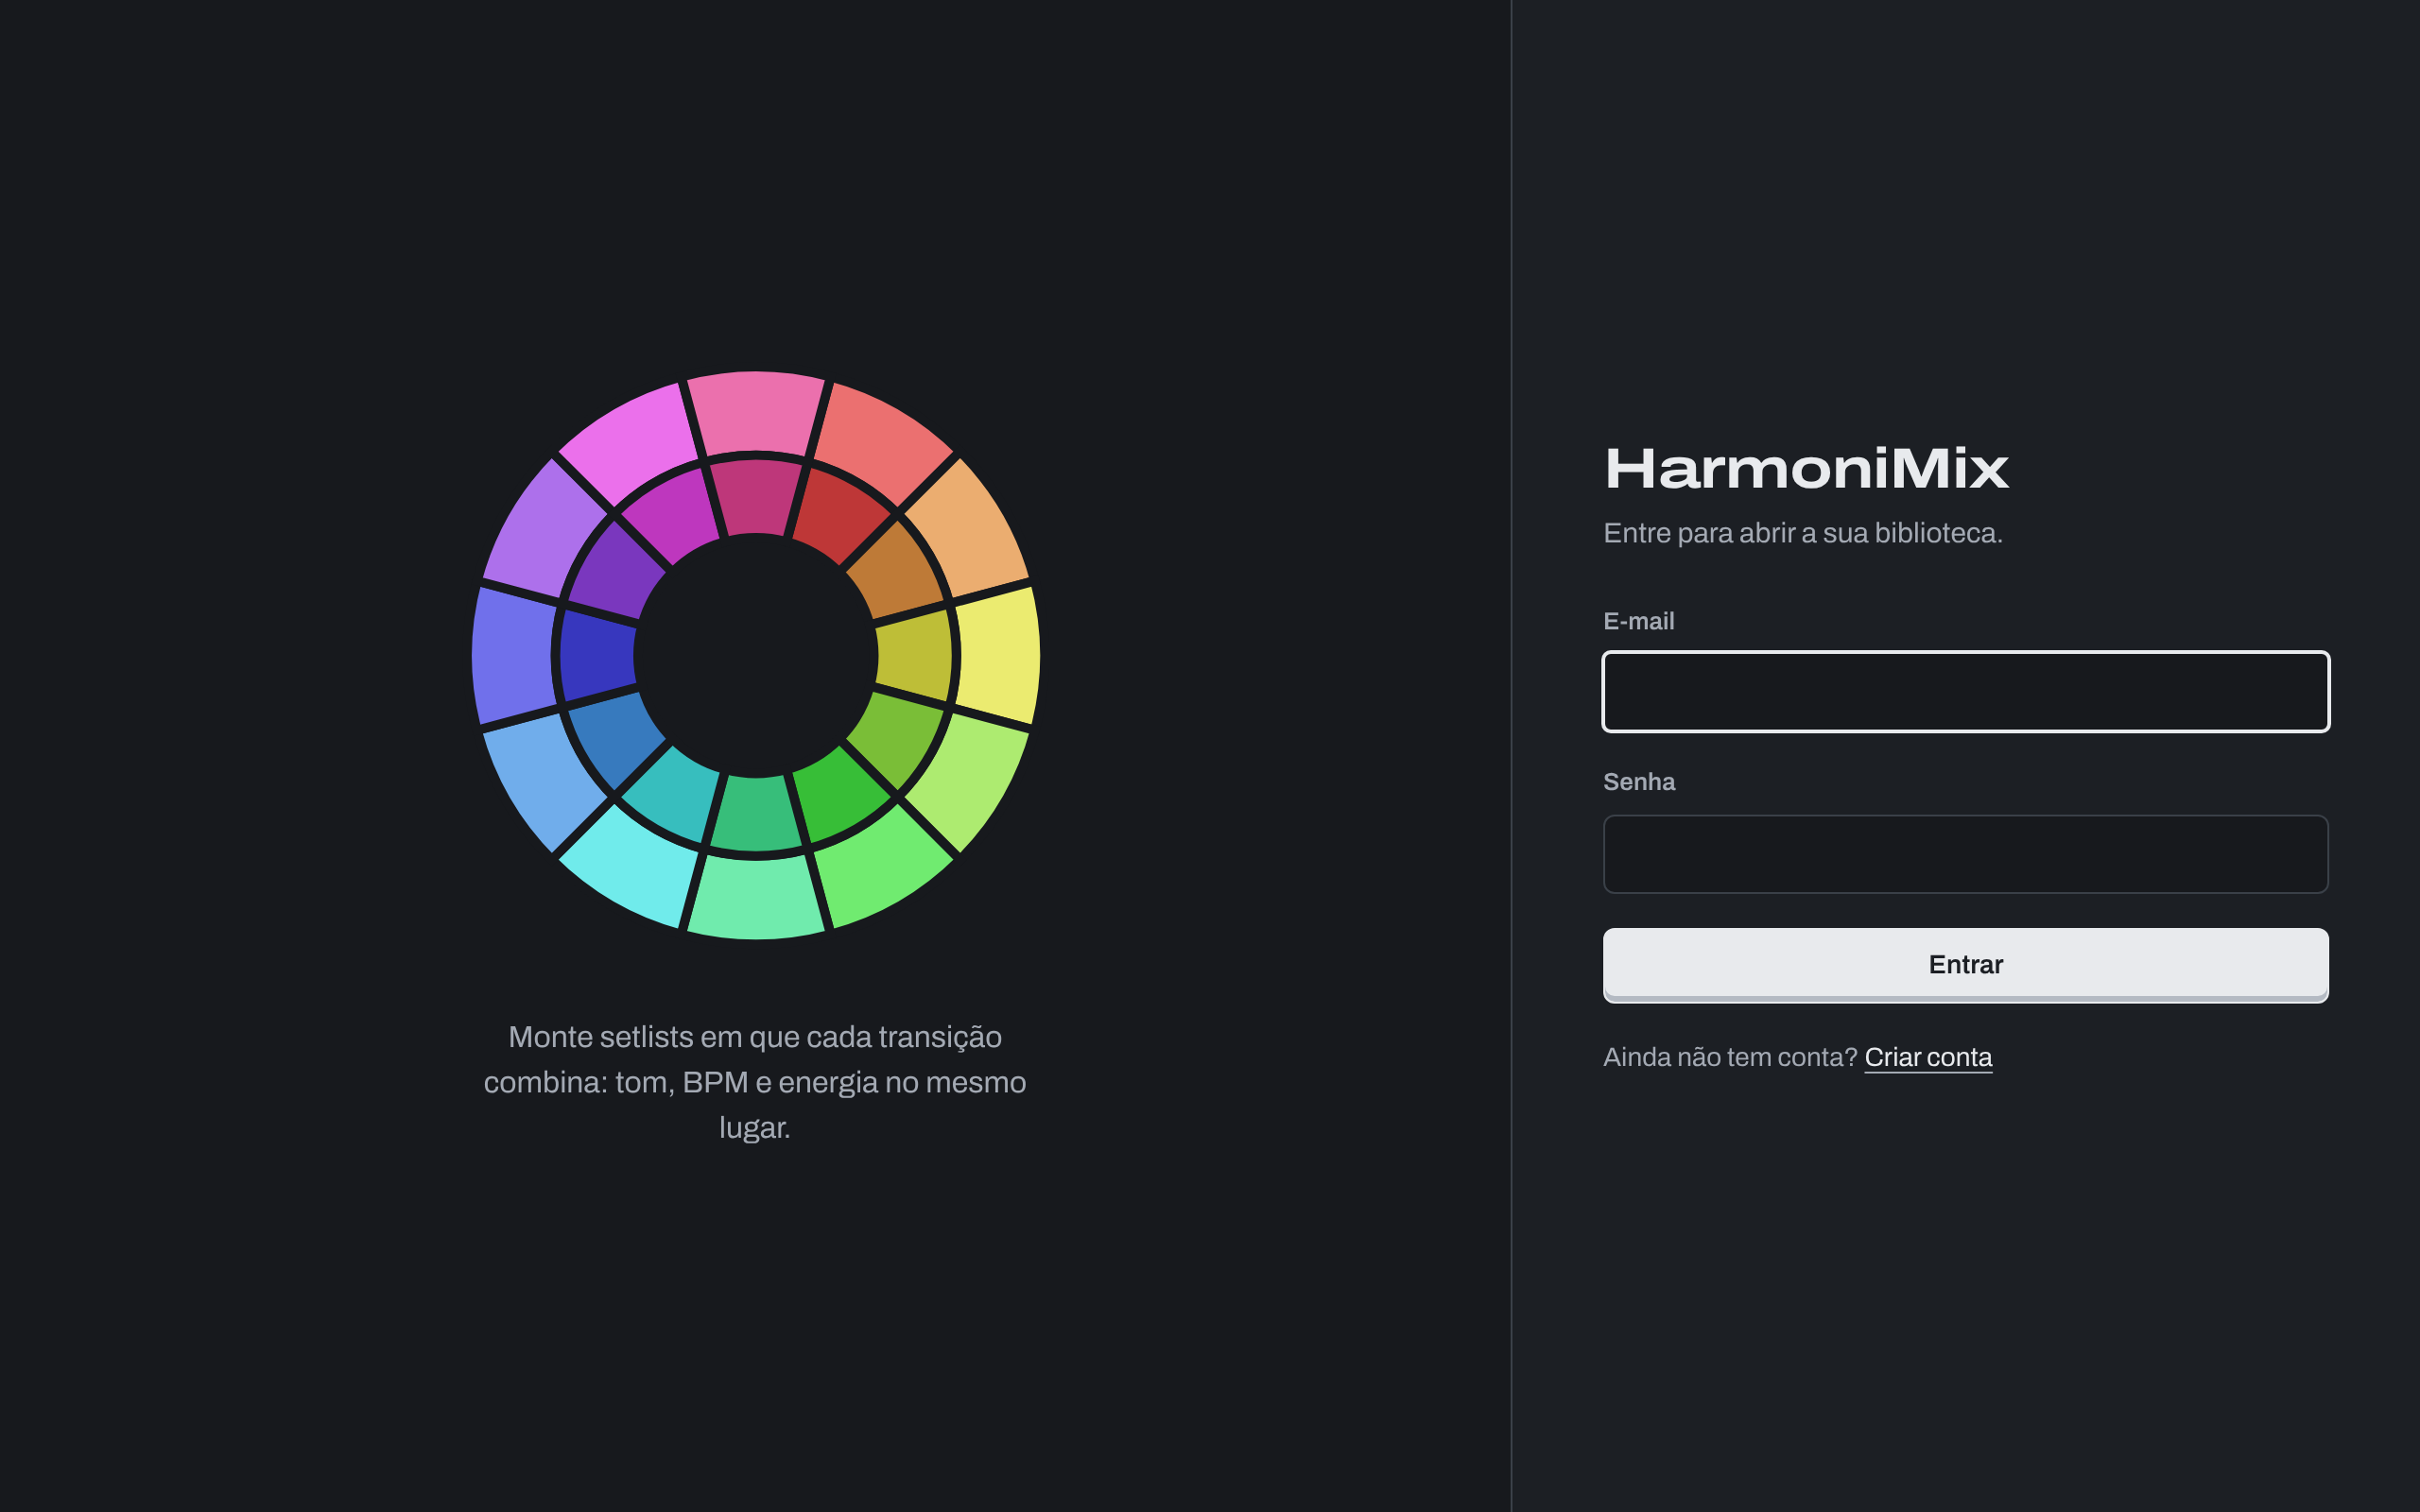 Monte setlists em que cada transição
combina: tom, BPM e energia no mesmo
lugar.
HarmoniMix
Entre para abrir a sua biblioteca.
E-mail
Senha
Entrar
Ainda não tem conta? Criar conta